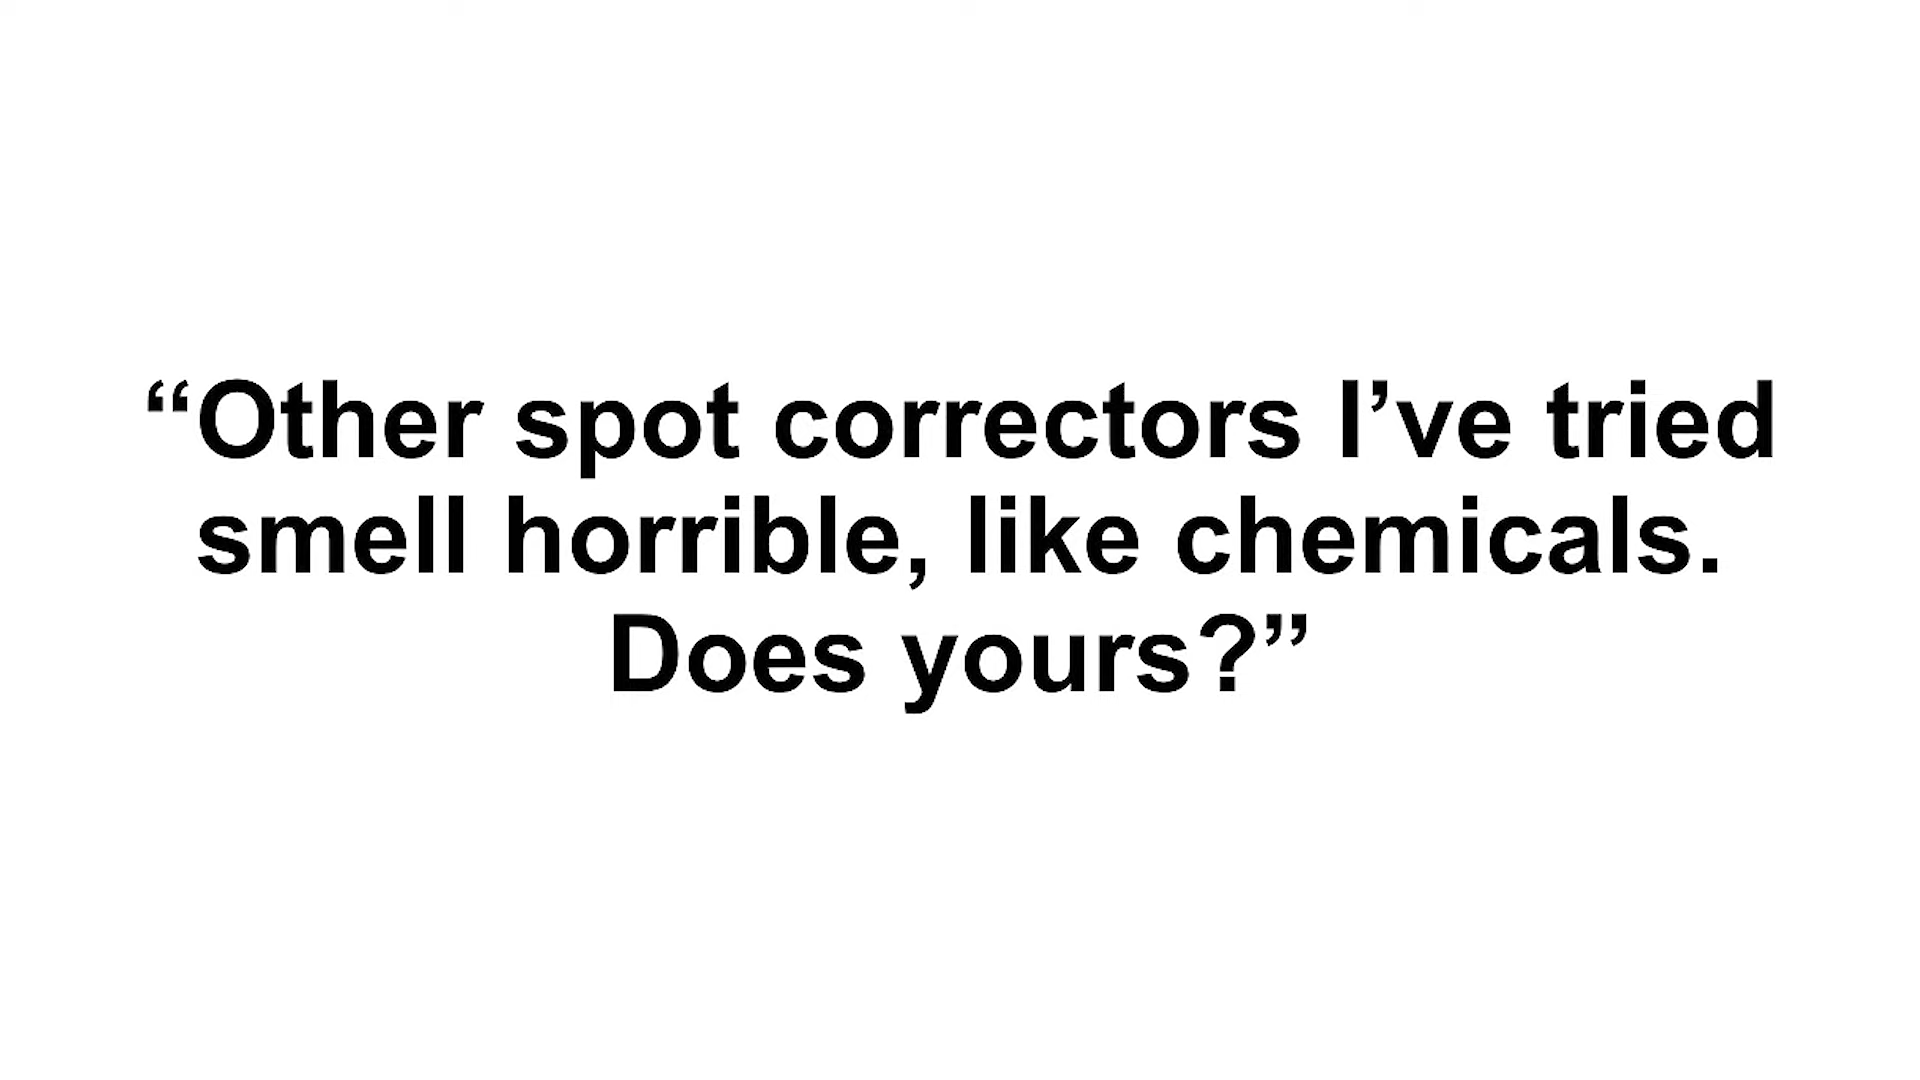 “Other spot correctors I’ve tried
smell horrible, like chemicals.
Does yours?”